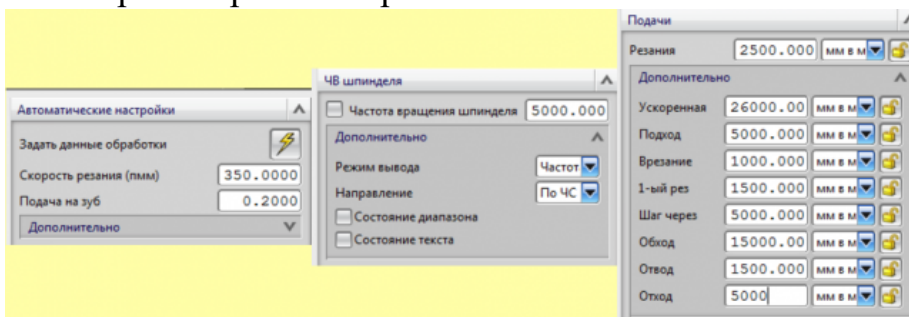 Автоматические настройки
Задать данные обработки
Скорость резания (пмм) 350.0000
Подача на зуб 0.2000
Дополнительно
ЧВ шпинделя
Частота вращения шпинделя 5000.000
Дополнительно
Режим вывода Частот
Направление По ЧС
Состояние диапазона
Состояние текста
Подачи
Резания 2500.000 мм в м
Дополнительно
Ускоренная 26000.00 мм в м
Подход 5000.000 мм в м
Врезание 1000.000 мм в м
1-ый рез 1500.000 мм в м
Шаг через 5000.000 мм в м
Обход 15000.00 мм в м
Отвод 1500.000 мм в м
Отход 5000 мм в м